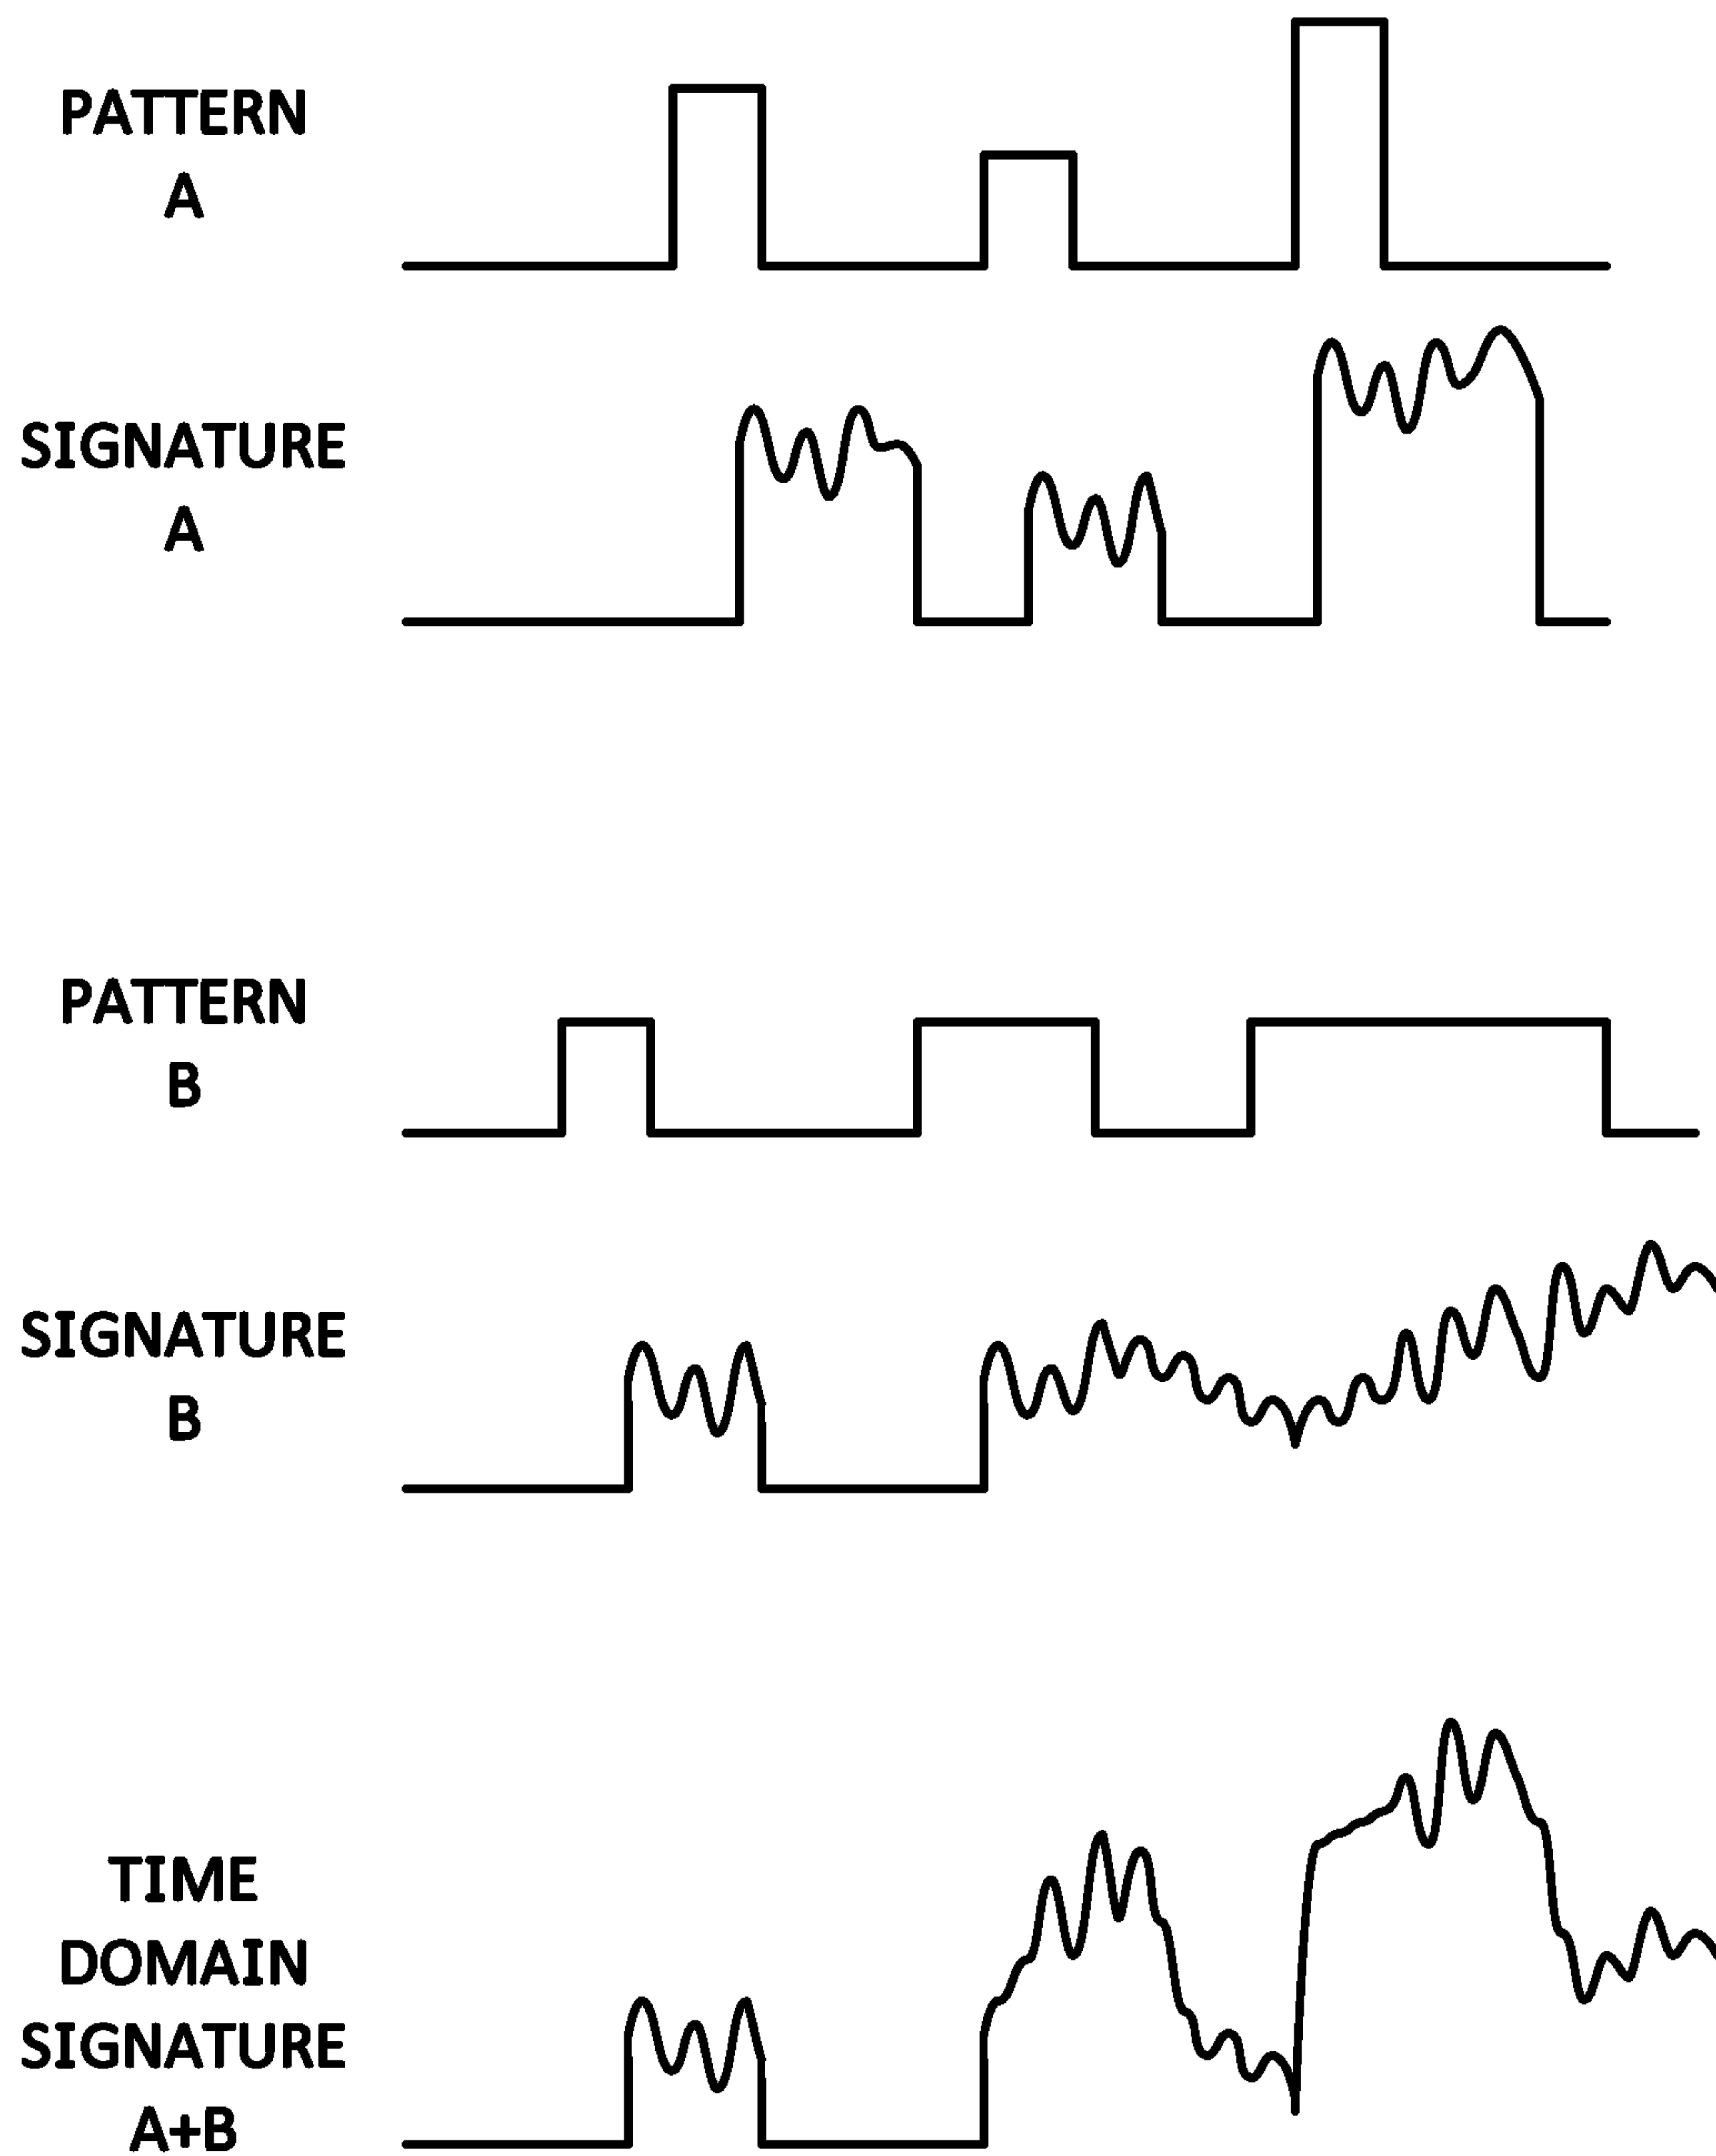 PATTERN
A
SIGNATURE
A
PATTERN
B
SIGNATURE
B
TIME
DOMAIN
SIGNATURE
A+B